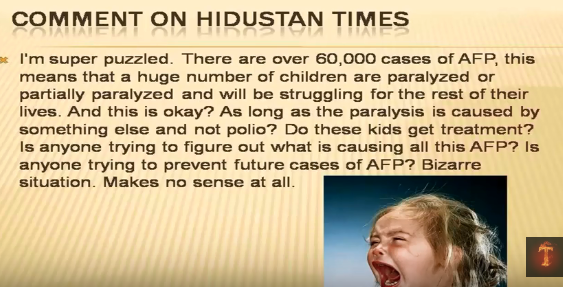 COMMENT ON HIDUSTAN TIMES
I'm super puzzled. There are over 60,000 cases of AFP, this
means that a huge number of children are paralyzed or
partially paralyzed and will be struggling for the rest of their
lives. And this is okay? As long as the paralysis is caused by
something else and not polio? Do these kids get treatment?
Is anyone trying to figure out what is causing all this AFP? Is
anyone trying to prevent future cases of AFP? Bizarre
situation. Makes no sense at all.